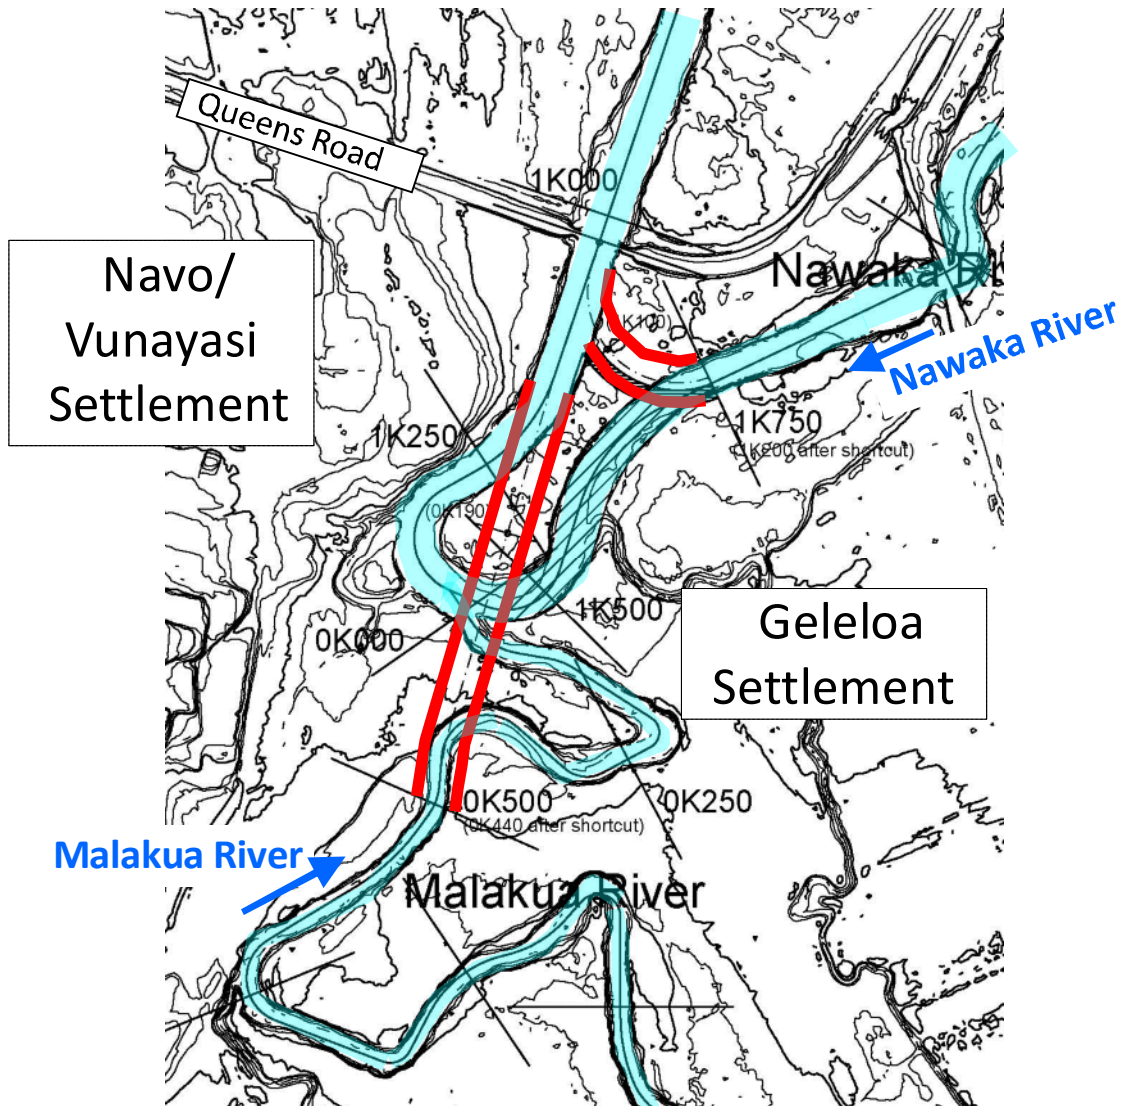 Queens Road
1K000
Navo/
Vunayasi
Settlement
Nawaka Ri
Nawaka River
1K250
1K750
(1K200 after shortcut)
(0K190)
1K500
0K000
Geleloa
Settlement
0K500
(0K440 after shortcut)
0K250
Malakua River
Malakua River